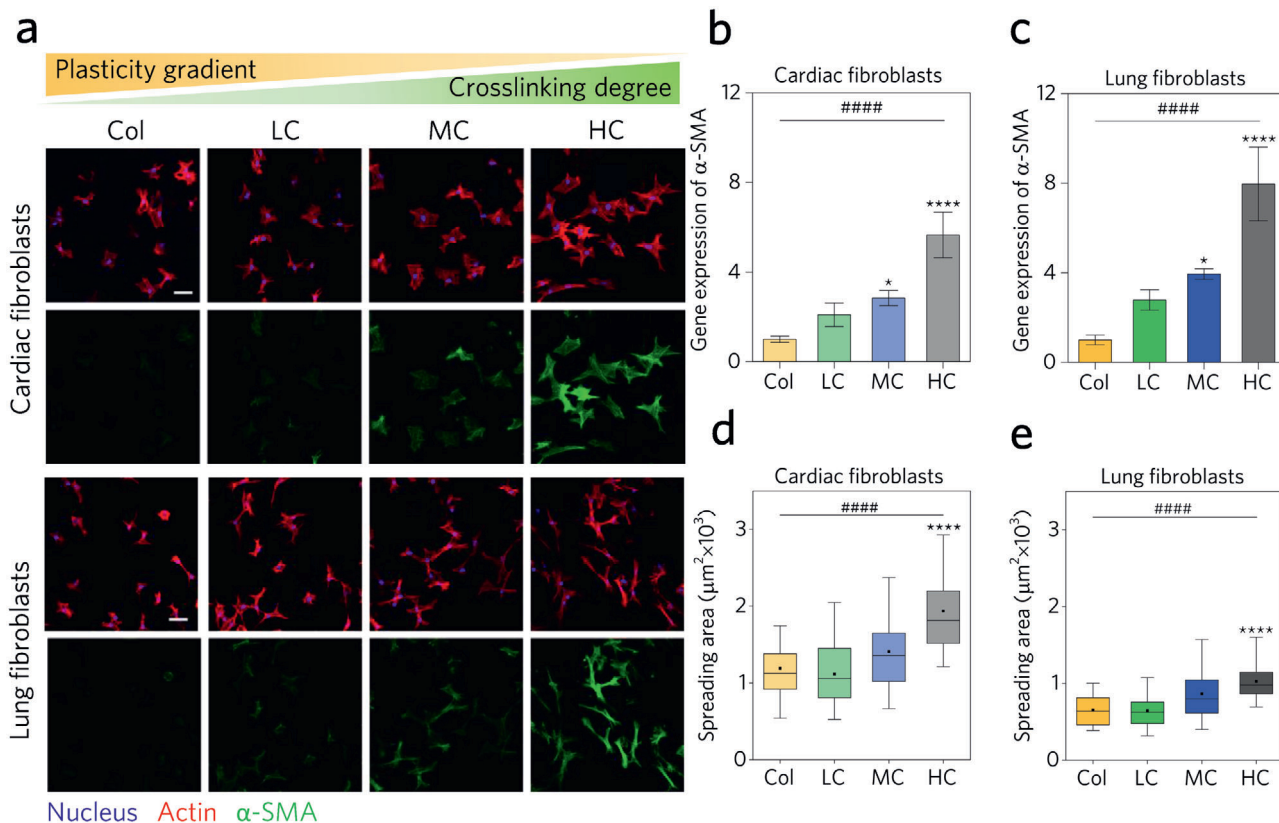 a
Plasticity gradient
Crosslinking degree
Col LC MC HC
Cardiac fibroblasts
Lung fibroblasts
Nucleus Actin α-SMA
b
Cardiac fibroblasts
Gene expression of α-SMA
12
8
4
0
####
*
****
Col LC MC HC
c
Lung fibroblasts
Gene expression of α-SMA
12
8
4
0
####
*
****
Col LC MC HC
d
Cardiac fibroblasts
Spreading area (μm²×10³)
3
2
1
0
####
****
Col LC MC HC
e
Lung fibroblasts
Spreading area (μm²×10³)
3
2
1
0
####
****
Col LC MC HC